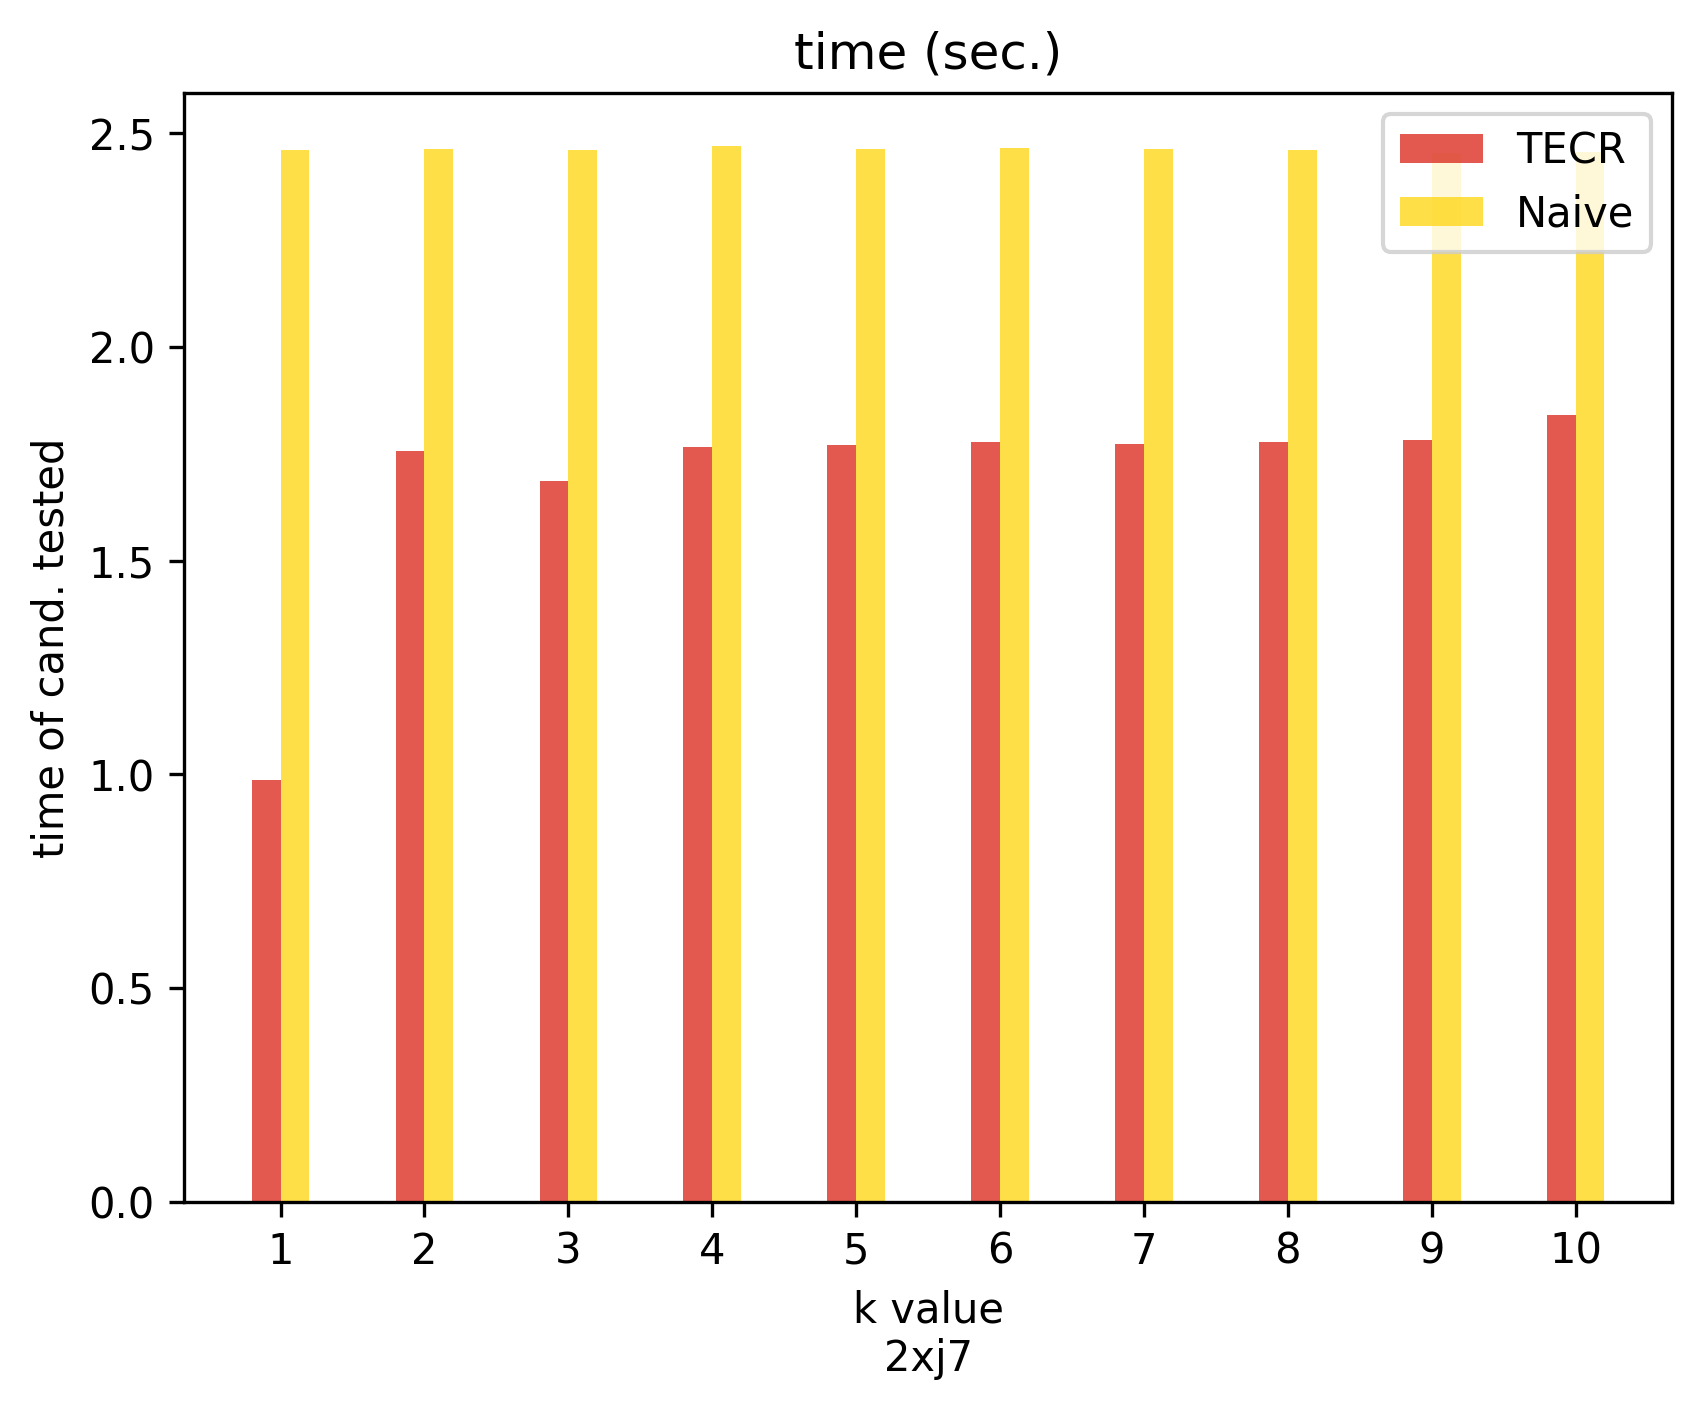 time (sec.)
TECR
Naive
time of cand. tested
2.5
2.0
1.5
1.0
0.5
0.0
1 2 3 4 5 6 7 8 9 10
k value
2xj7